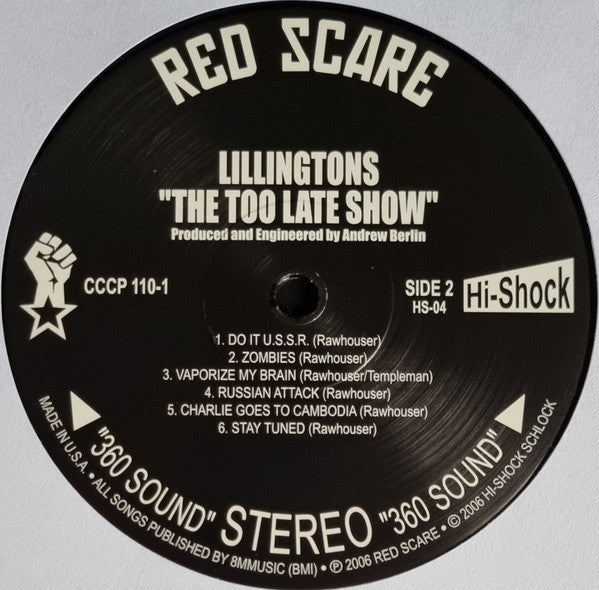 RED SCARE
LILLINGTONS
"THE TOO LATE SHOW"
Produced and Engineered by Andrew Berlin
CCCP 110-1
SIDE 2
HS-04
Hi-Shock
1. DO IT U.S.S.R. (Rawhouser)
2. ZOMBIES (Rawhouser)
3. VAPORIZE MY BRAIN (Rawhouser/Templeman)
4. RUSSIAN ATTACK (Rawhouser)
5. CHARLIE GOES TO CAMBODIA (Rawhouser)
6. STAY TUNED (Rawhouser)
"360 SOUND" STEREO "360 SOUND"
MADE IN U.S.A. • ALL SONGS PUBLISHED BY 8MMUSIC (BMI) • ℗ 2006 RED SCARE • © 2006 HI-SHOCK SCHLOCK